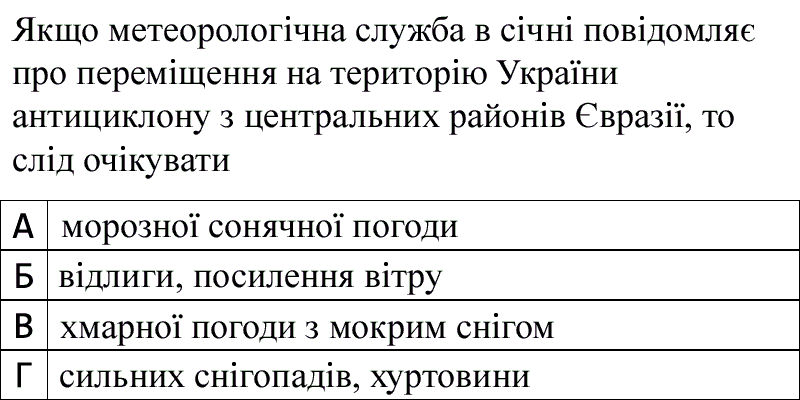 Якщо метеорологічна служба в січні повідомляє
про переміщення на територію України
антициклону з центральних районів Євразії, то
слід очікувати
А морозної сонячної погоди
Б відлиги, посилення вітру
В хмарної погоди з мокрим снігом
Г сильних снігопадів, хуртовини